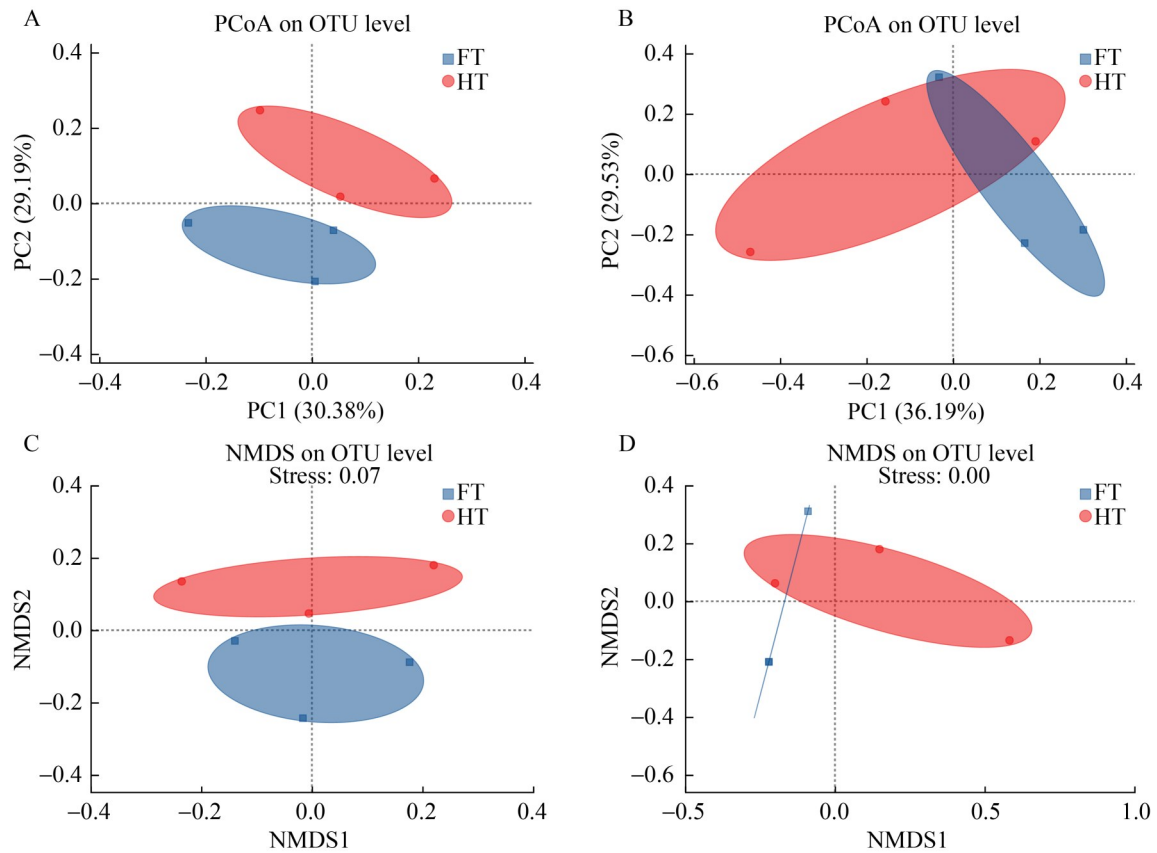 A
PCoA on OTU level
FT
HT
0.4
0.2
0.0
−0.2
−0.4
PC2 (29.19%)
−0.4
−0.2
0.0
0.2
0.4
PC1 (30.38%)
B
PCoA on OTU level
FT
HT
0.4
0.2
0.0
−0.2
−0.4
−0.6
PC2 (29.53%)
−0.6
−0.4
−0.2
0.0
0.2
0.4
PC1 (36.19%)
C
NMDS on OTU level
Stress: 0.07
FT
HT
0.4
0.2
0.0
−0.2
−0.4
NMDS2
−0.4
−0.2
0.0
0.2
0.4
NMDS1
D
NMDS on OTU level
Stress: 0.00
FT
HT
0.4
0.2
0.0
−0.2
−0.4
−0.6
NMDS2
−0.5
0.0
0.5
1.0
NMDS1